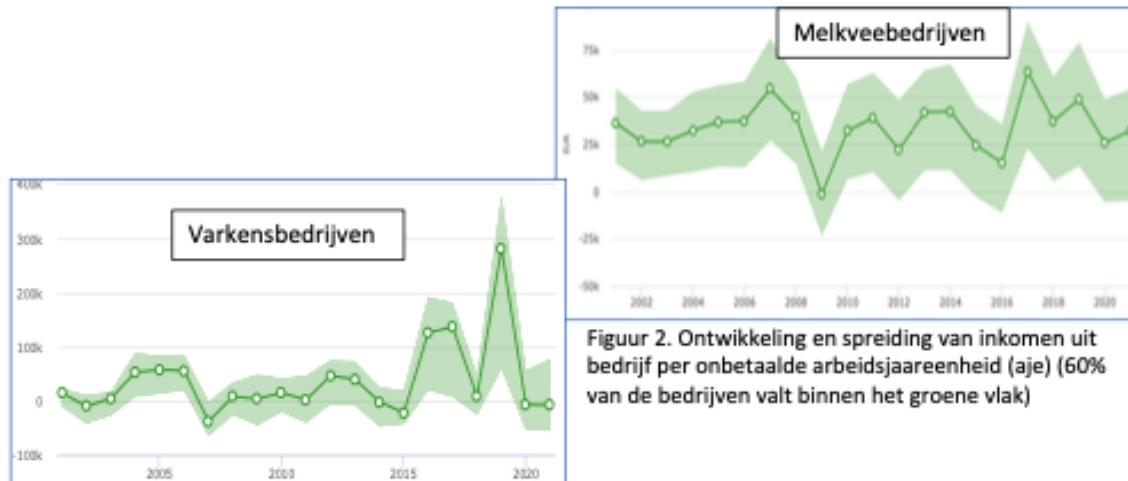 Melkveebedrijven
75k
50k
25k
0
-25k
-50k
2002
2004
2006
2008
2010
2012
2014
2016
2018
2020
400k
Varkensbedrijven
300k
200k
100k
0
-100k
2005
2010
2015
2020
Figuur 2. Ontwikkeling en spreiding van inkomen uit
bedrijf per onbetaalde arbeidsjaareenheid (aje) (60%
van de bedrijven valt binnen het groene vlak)